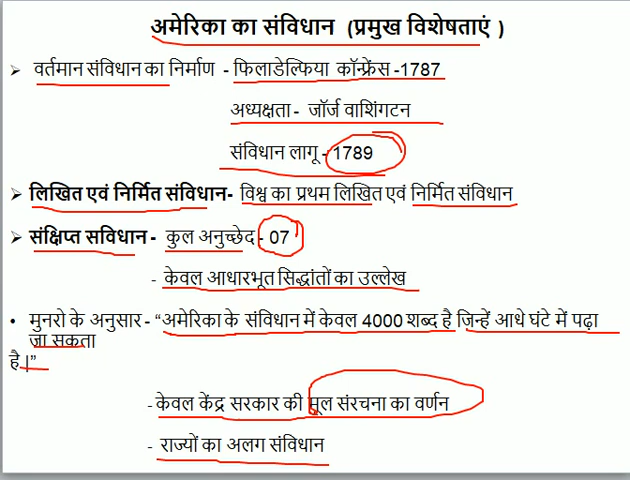 अमेरिका का संविधान (प्रमुख विशेषताएं )
➢ वर्तमान संविधान का निर्माण - फिलाडेल्फिया कॉन्फ्रेंस -1787
अध्यक्षता - जॉर्ज वाशिंगटन
संविधान लागू - 1789
➢ लिखित एवं निर्मित संविधान- विश्व का प्रथम लिखित एवं निर्मित संविधान
➢ संक्षिप्त सविधान - कुल अनुच्छेद - 07
- केवल आधारभूत सिद्धांतों का उल्लेख
• मुनरो के अनुसार - “अमेरिका के संविधान में केवल 4000 शब्द है जिन्हें आधे घंटे में पढ़ा
जा सकता
है ।”
- केवल केंद्र सरकार की मूल संरचना का वर्णन
- राज्यों का अलग संविधान